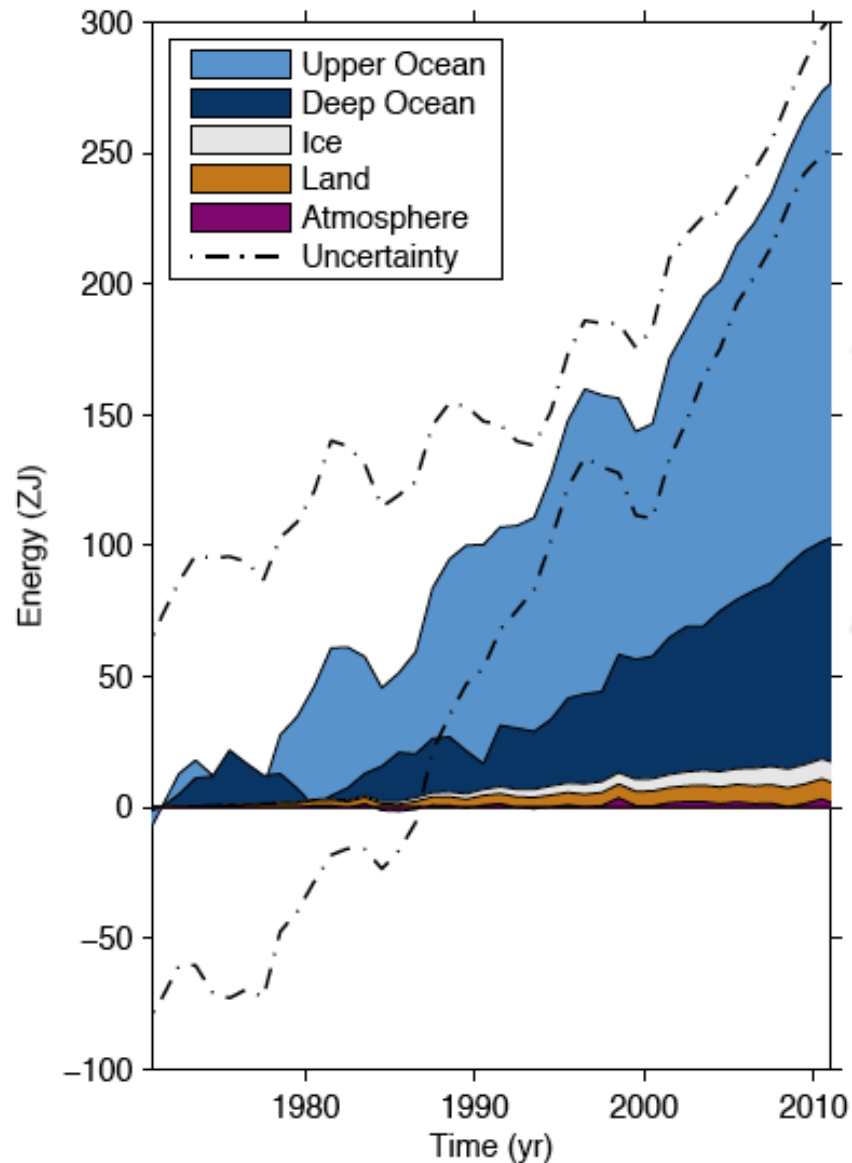 300
250
200
150
100
50
0
−50
−100
Energy (ZJ)
Upper Ocean
Deep Ocean
Ice
Land
Atmosphere
Uncertainty
1980 1990 2000 2010
Time (yr)